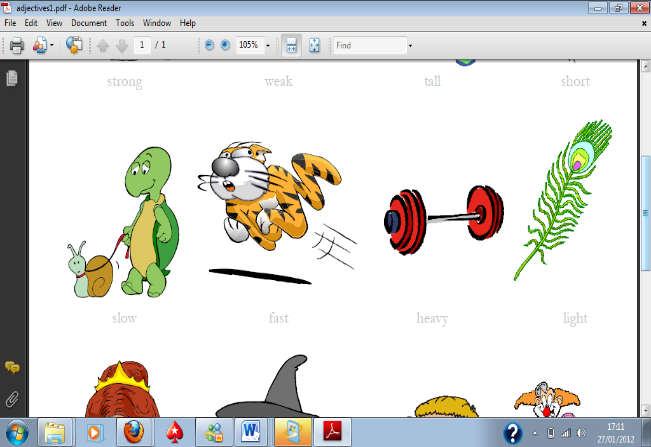 adjectives1.pdf - Adobe Reader
File Edit View Document Tools Window Help
1 / 1 105% Find
strong weak tall short
slow fast heavy light
17:11
27/01/2012